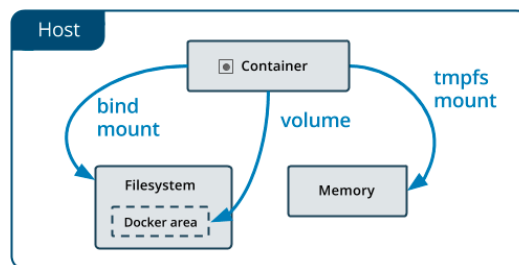 Host
Container
bind
mount
volume
tmpfs
mount
Filesystem
Docker area
Memory